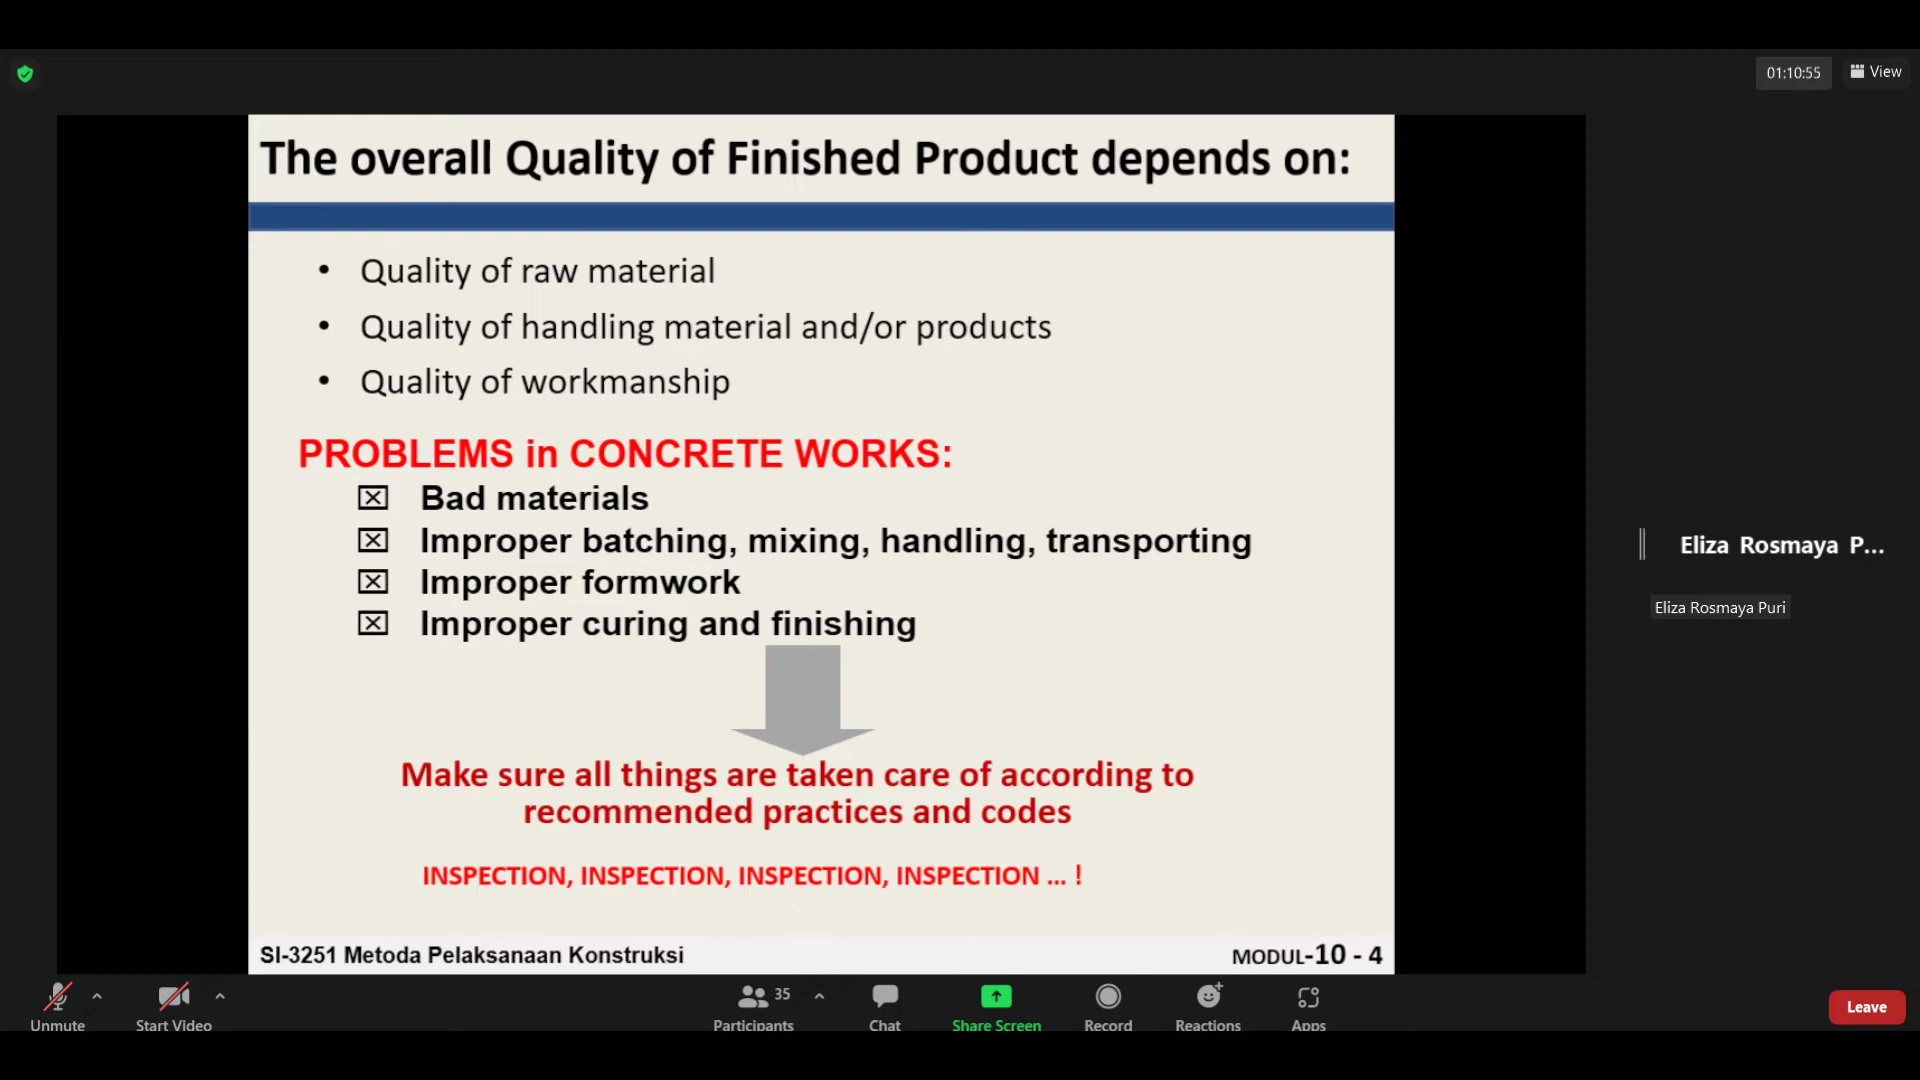 01:10:55
View
The overall Quality of Finished Product depends on:
• Quality of raw material
• Quality of handling material and/or products
• Quality of workmanship
PROBLEMS in CONCRETE WORKS:
☒ Bad materials
☒ Improper batching, mixing, handling, transporting
☒ Improper formwork
☒ Improper curing and finishing
Make sure all things are taken care of according to
recommended practices and codes
INSPECTION, INSPECTION, INSPECTION, INSPECTION ... !
SI-3251 Metoda Pelaksanaan Konstruksi
MODUL-10 - 4
Eliza Rosmaya P...
Eliza Rosmaya Puri
Unmute
Start Video
35
Participants
Chat
Share Screen
Record
Reactions
Apps
Leave